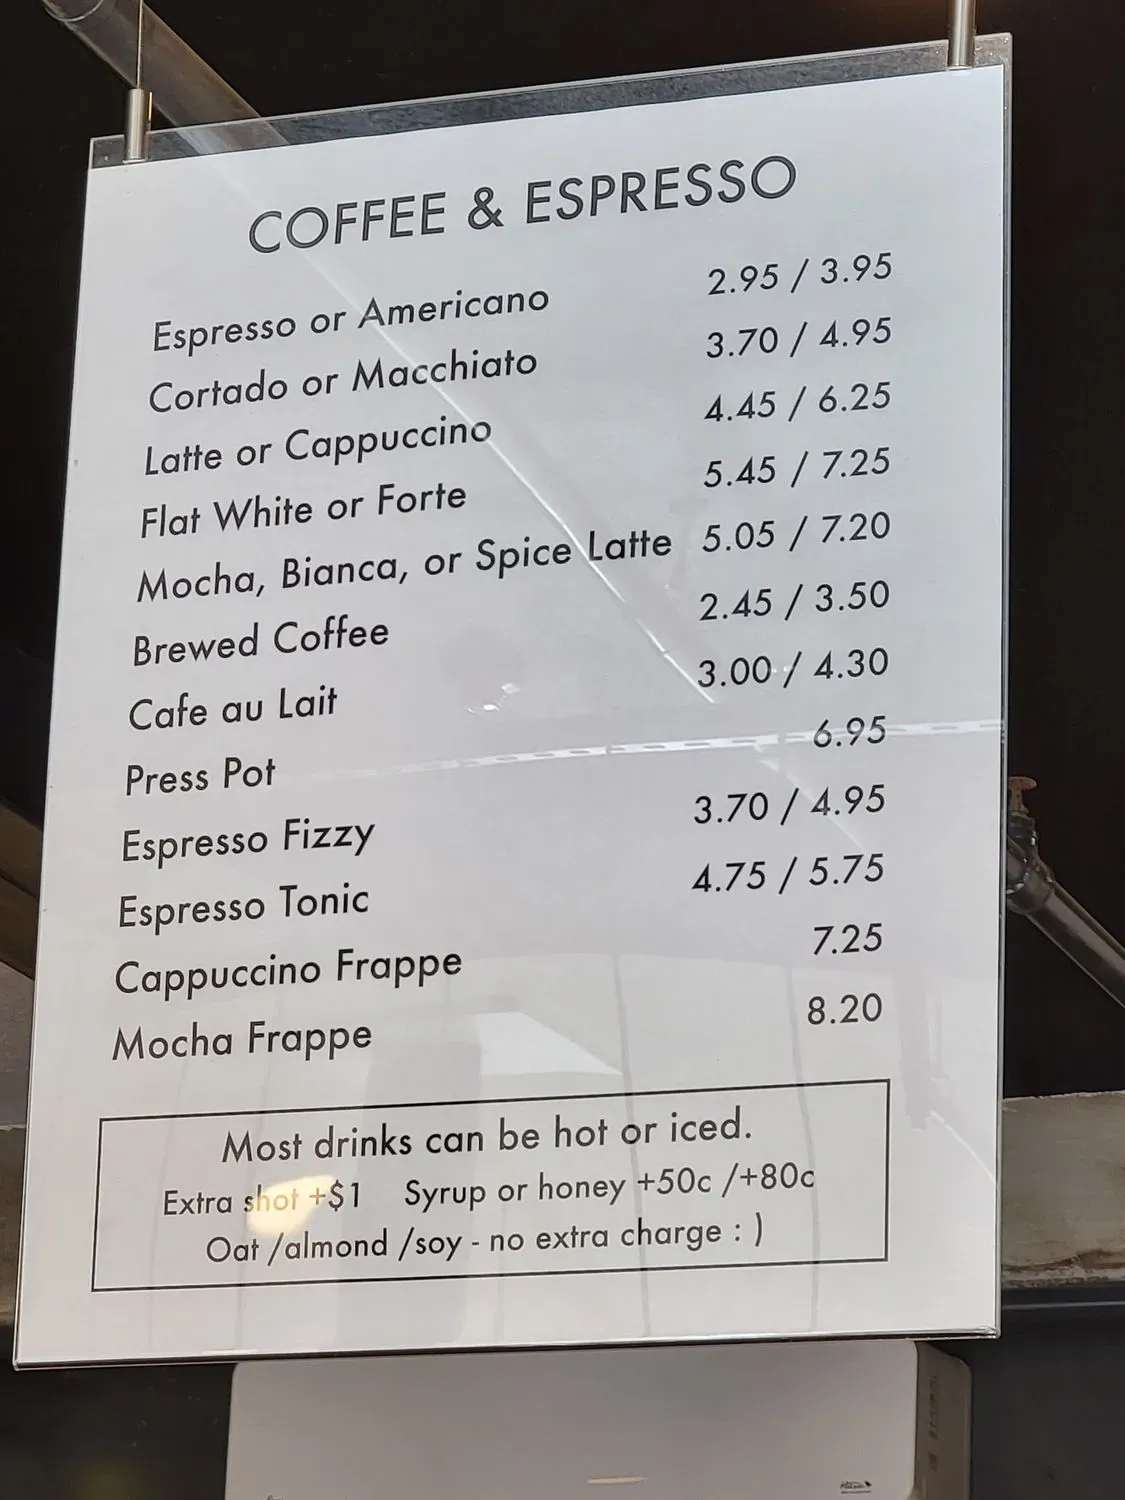 COFFEE & ESPRESSO
Espresso or Americano 2.95 / 3.95
Cortado or Macchiato 3.70 / 4.95
Latte or Cappuccino 4.45 / 6.25
Flat White or Forte 5.45 / 7.25
Mocha, Bianca, or Spice Latte 5.05 / 7.20
Brewed Coffee 2.45 / 3.50
Cafe au Lait 3.00 / 4.30
Press Pot 6.95
Espresso Fizzy 3.70 / 4.95
Espresso Tonic 4.75 / 5.75
Cappuccino Frappe 7.25
Mocha Frappe 8.20
Most drinks can be hot or iced.
Extra shot +$1 Syrup or honey +50c /+80c
Oat /almond /soy - no extra charge : )